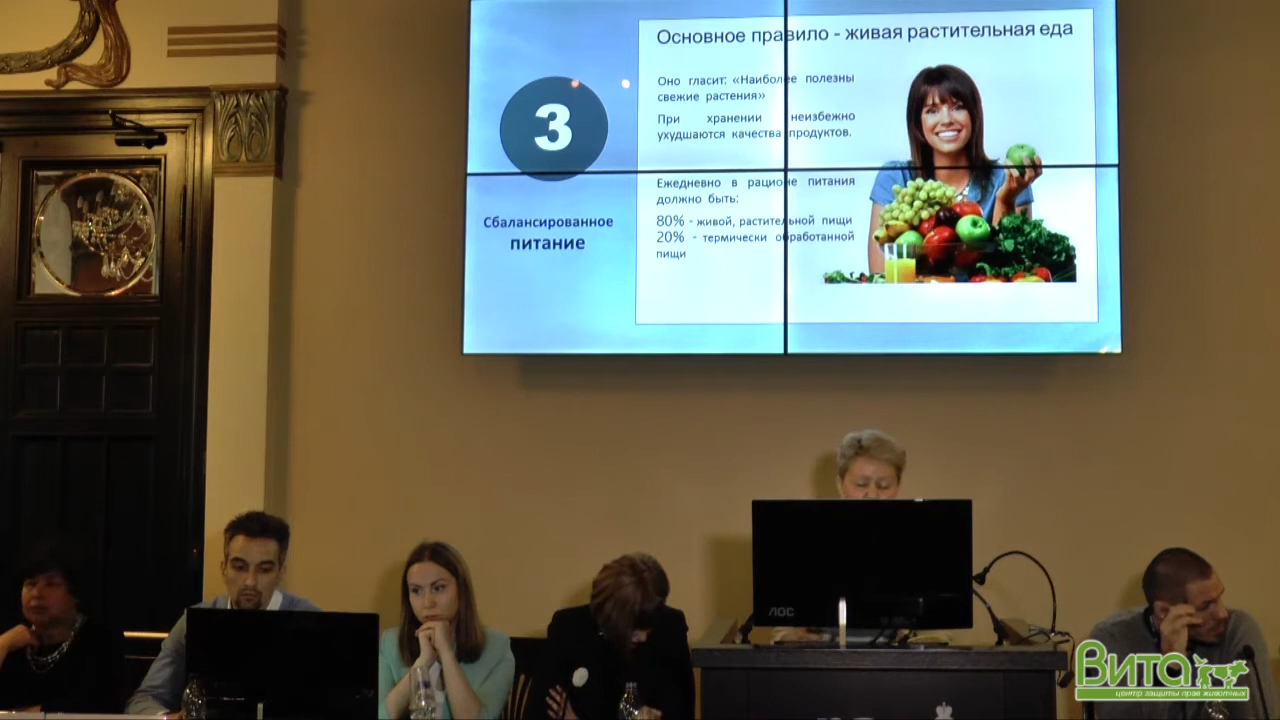 Основное правило - живая растительная еда
3
Сбалансированное
питание
Оно гласит: «Наиболее полезны
свежие растения»
При хранении неизбежно
ухудшаются качества продуктов.
Ежедневно в рационе питания
должно быть:
80% - живой, растительной пищи
20% - термически обработанной
пищи
AOC
Вита
центр защиты прав животных